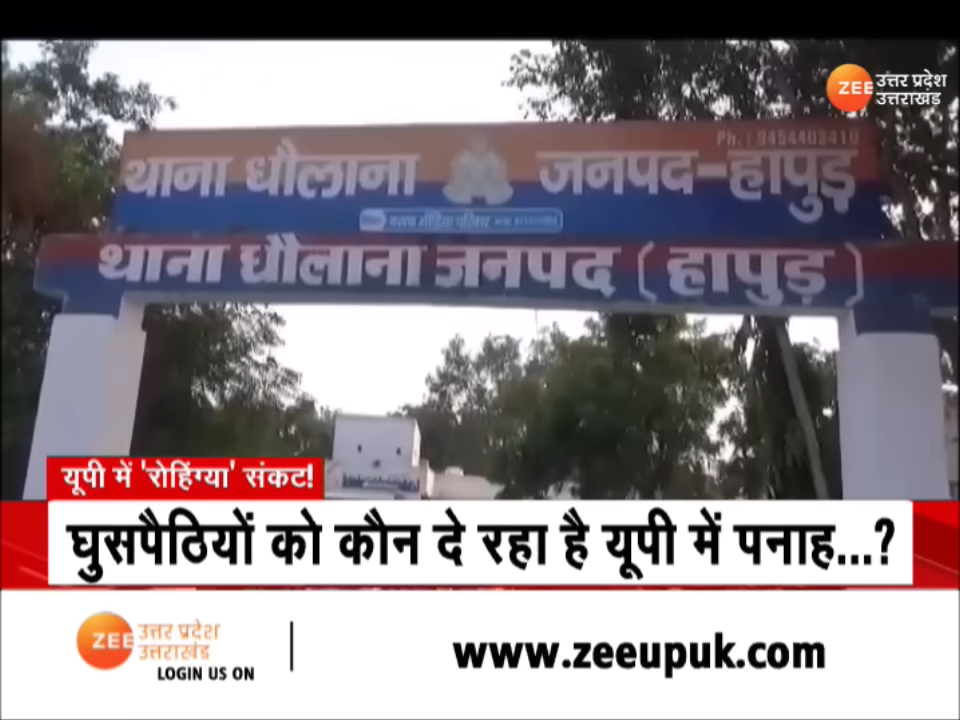 ZEE उत्तर प्रदेश
उत्तराखंड
Ph. : 9454403410
थाना धौलाना जनपद-हापुड़
थाना धौलाना जनपद ( हापुड़ )
यूपी में 'रोहिंग्या' संकट!
घुसपैठियों को कौन दे रहा है यूपी में पनाह...?
ZEE उत्तर प्रदेश
उत्तराखंड
LOGIN US ON
www.zeeupuk.com